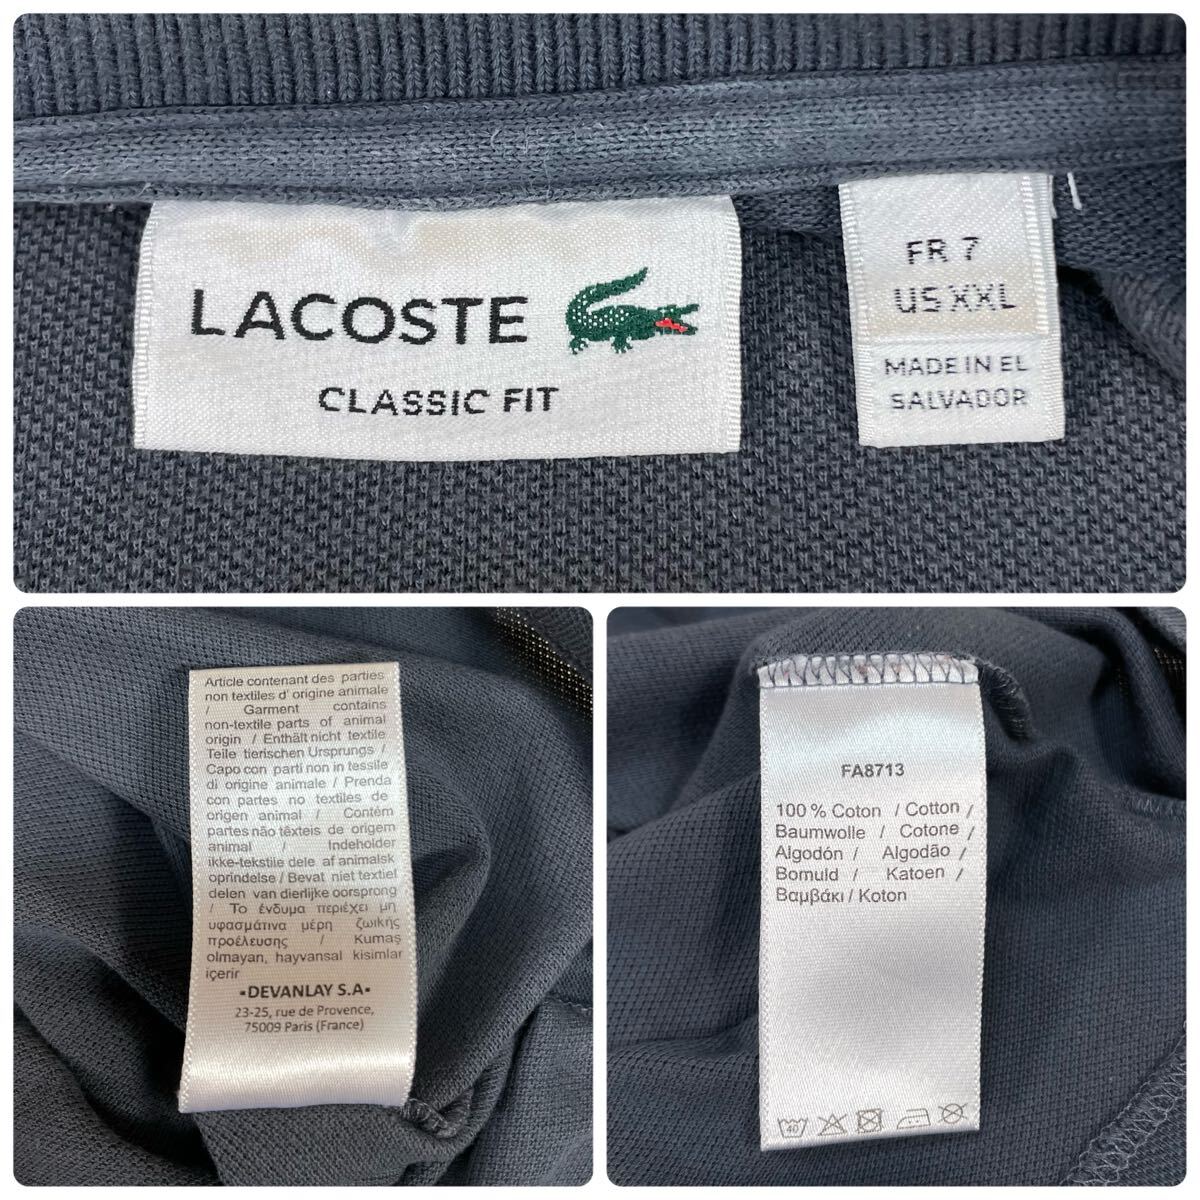 LACOSTE
CLASSIC FIT
FR 7
US XXL
MADE IN EL
SALVADOR
Article contenant des parties
non textiles d' origine animale
/ Garment contains
non-textile parts of animal
origin / Enthält nicht textile
Teile tierischen Ursprungs /
Capo con parti non in tessile
di origine animale / Prenda
con partes no textiles de
origen animal / Contém
partes não têxteis de origem
animal / Indeholder
ikke-tekstile dele af animalsk
oprindelse / Bevat niet textiel
delen van dierlijke oorsprong
/ Το ένδυμα περιέχει μη
υφασμάτινα μέρη ζωικής
προέλευσης / Kumaş
olmayan, hayvansal kisimlar
içerir
•DEVANLAY S.A•
23-25, rue de Provence,
75009 Paris (France)
FA8713
100 % Coton / Cotton /
Baumwolle / Cotone /
Algodón / Algodão /
Bomuld / Katoen /
Βαμβάκι / Koton
40